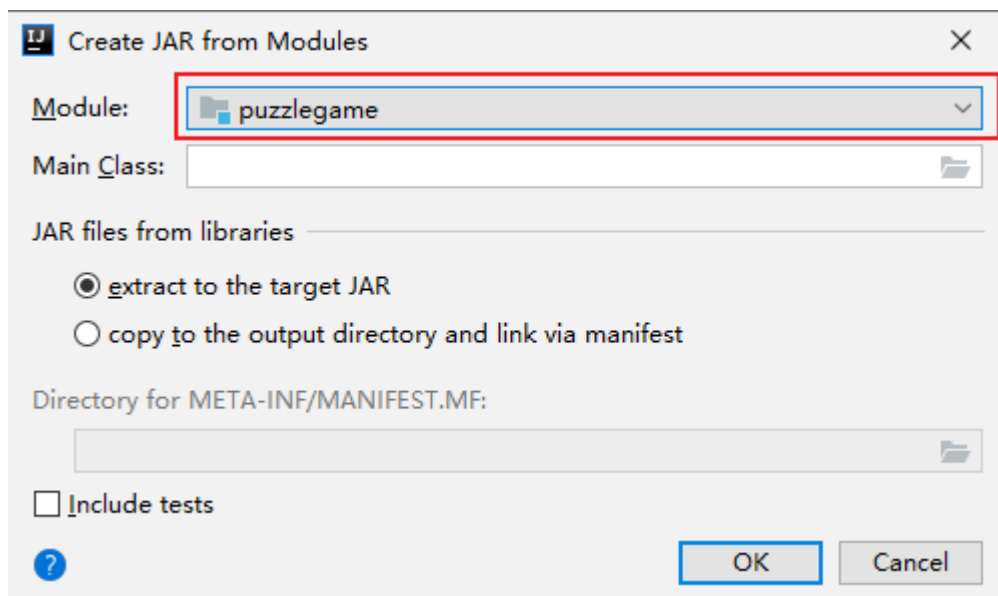 IJ
Create JAR from Modules
Module: puzzlegame
Main Class:
JAR files from libraries
extract to the target JAR
copy to the output directory and link via manifest
Directory for META-INF/MANIFEST.MF:
Include tests
? OK Cancel